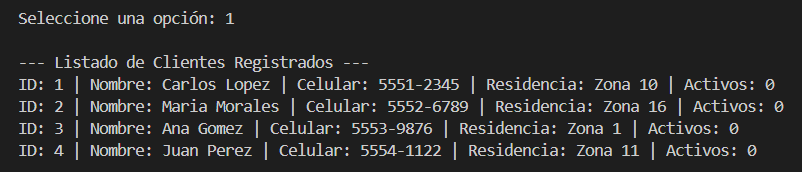 Seleccione una opción: 1
--- Listado de Clientes Registrados ---
ID: 1 | Nombre: Carlos Lopez | Celular: 5551-2345 | Residencia: Zona 10 | Activos: 0
ID: 2 | Nombre: Maria Morales | Celular: 5552-6789 | Residencia: Zona 16 | Activos: 0
ID: 3 | Nombre: Ana Gomez | Celular: 5553-9876 | Residencia: Zona 1 | Activos: 0
ID: 4 | Nombre: Juan Perez | Celular: 5554-1122 | Residencia: Zona 11 | Activos: 0